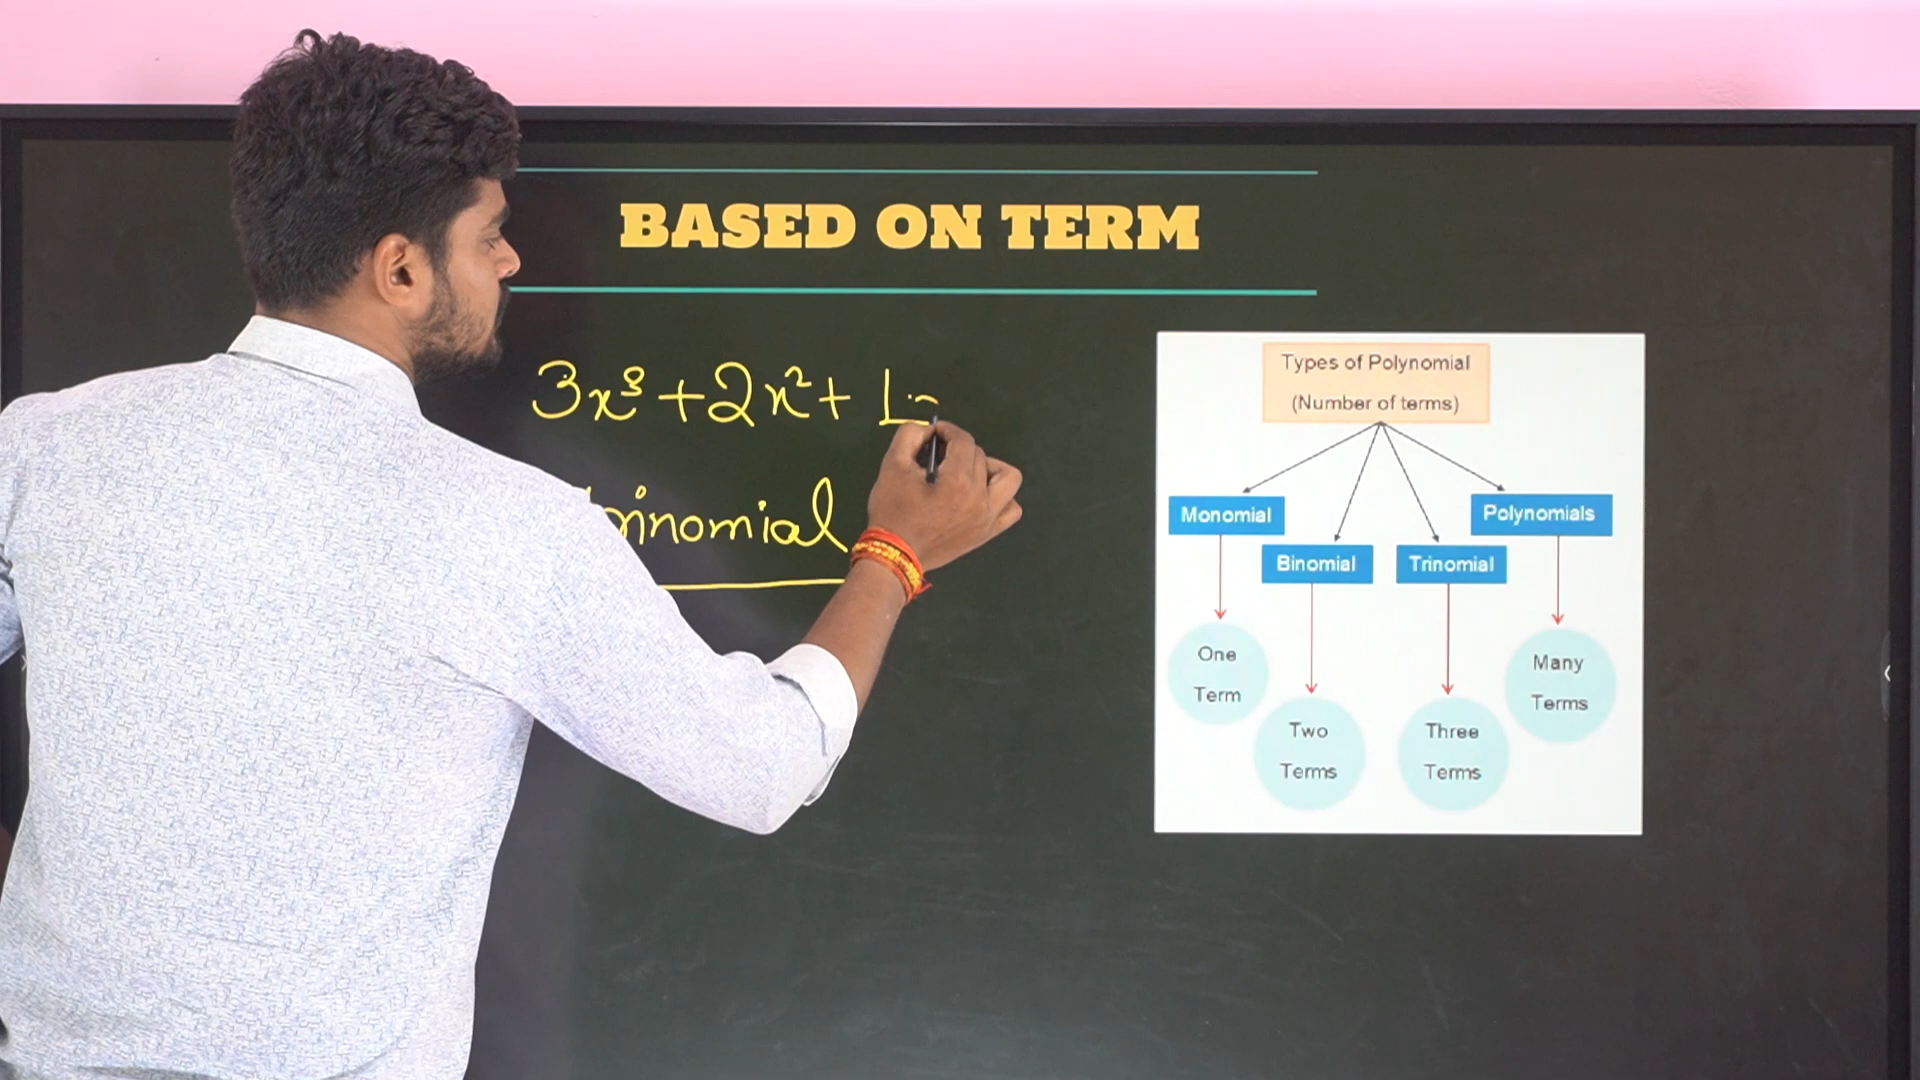 BASED ON TERM
3x³ + 2x² + 1
trinomial
Types of Polynomial
(Number of terms)
Monomial
Binomial
Trinomial
Polynomials
One
Term
Two
Terms
Three
Terms
Many
Terms